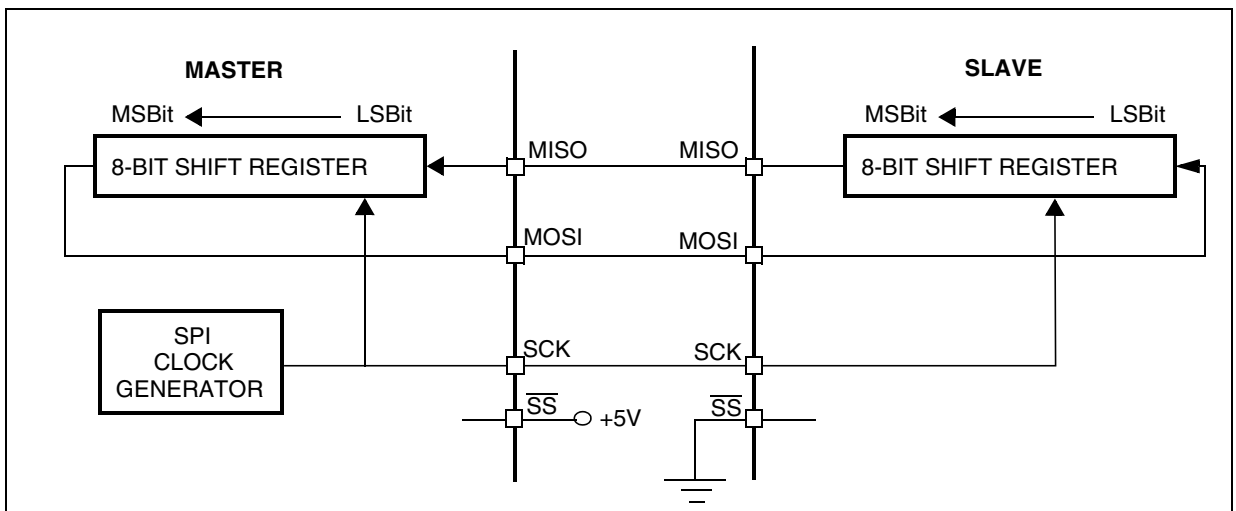 MASTER
SLAVE
MSBit LSBit
MSBit LSBit
8-BIT SHIFT REGISTER
MISO
MISO
8-BIT SHIFT REGISTER
MOSI
MOSI
SPI
CLOCK
GENERATOR
SCK
SCK
SS
+5V
SS